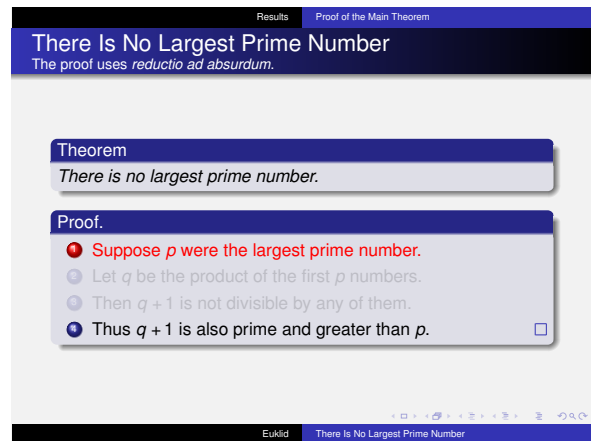 Results Proof of the Main Theorem
There Is No Largest Prime Number
The proof uses reductio ad absurdum.
Theorem
There is no largest prime number.
Proof.
1 Suppose p were the largest prime number.
2 Let q be the product of the first p numbers.
3 Then q + 1 is not divisible by any of them.
4 Thus q + 1 is also prime and greater than p. □
Euklid There Is No Largest Prime Number